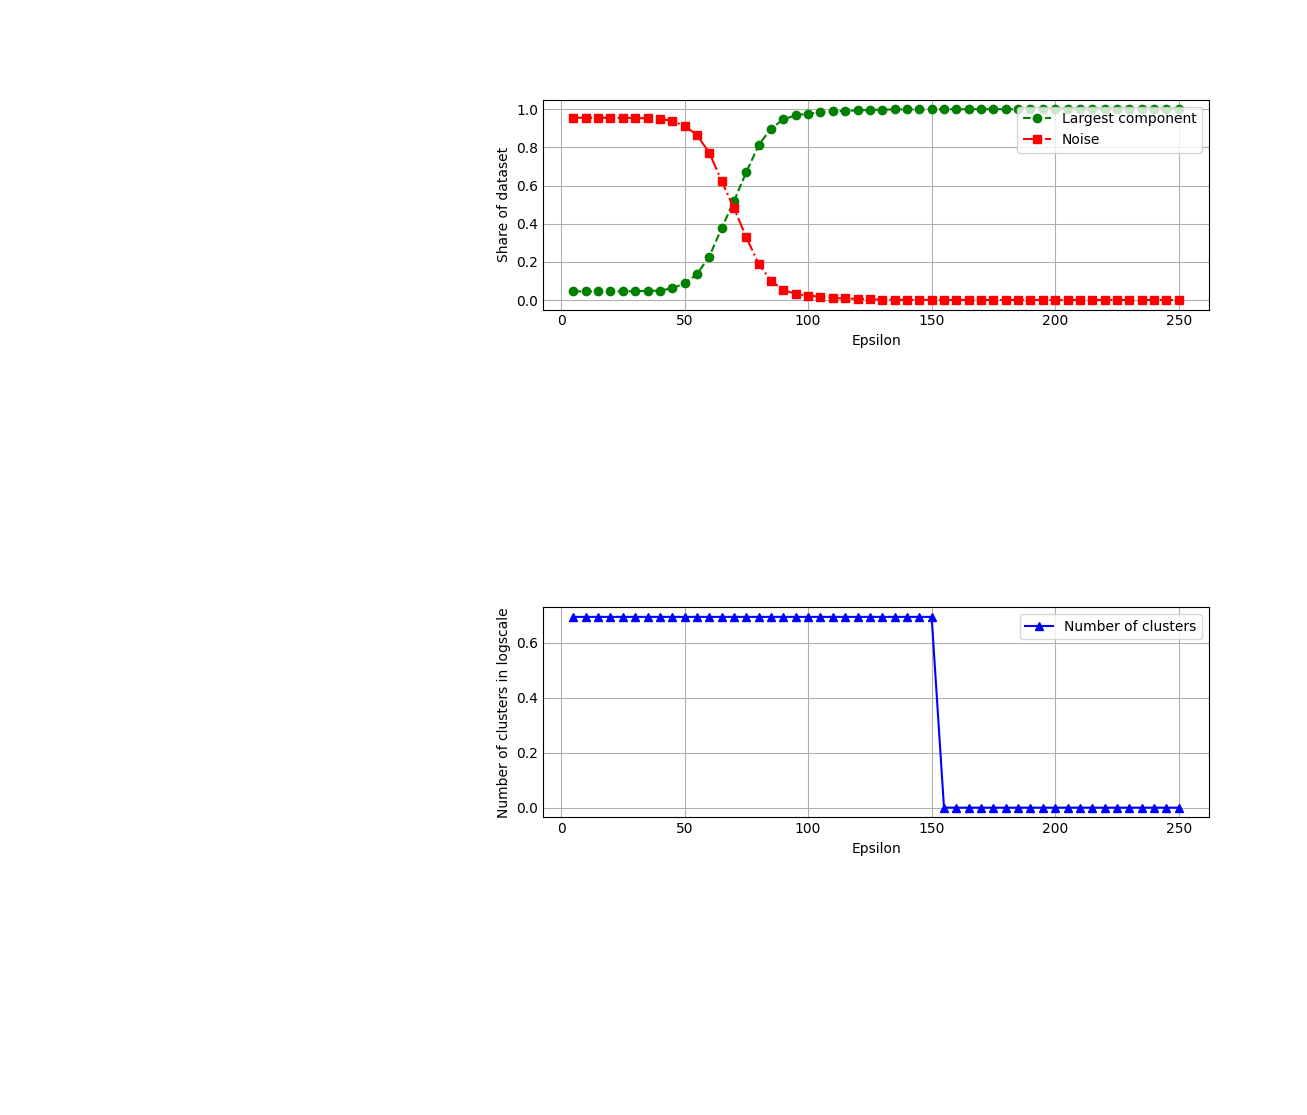 1.0
0.8
0.6
0.4
0.2
0.0
Share of dataset
Largest component
Noise
0 50 100 150 200 250
Epsilon
0.6
0.4
0.2
0.0
Number of clusters in logscale
Number of clusters
0 50 100 150 200 250
Epsilon